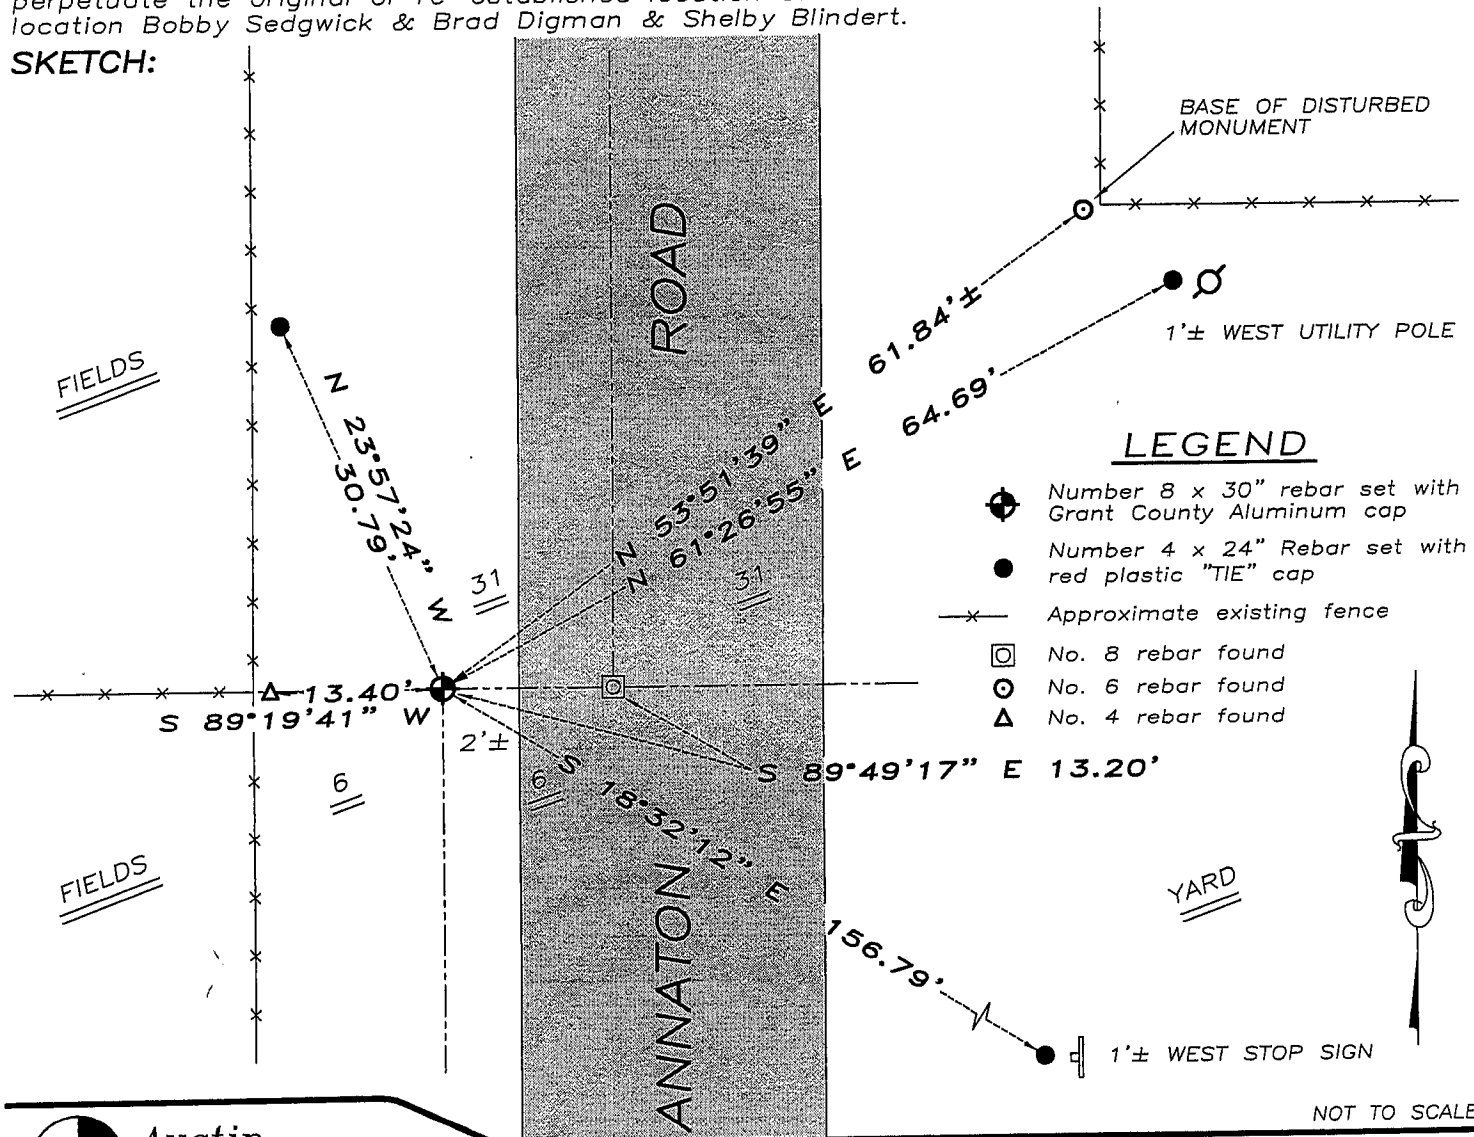 location Bobby Sedgwick & Brad Digman & Shelby Blindert.
SKETCH:
BASE OF DISTURBED
MONUMENT
ROAD
61.84'±
1'± WEST UTILITY POLE
FIELDS
N 23°57'24" W
30.79'
N 53°51'39" E
N 61°26'55" E 64.69'
LEGEND
Number 8 x 30" rebar set with
Grant County Aluminum cap
Number 4 x 24" Rebar set with
red plastic "TIE" cap
Approximate existing fence
No. 8 rebar found
No. 6 rebar found
No. 4 rebar found
31
31
13.40'
S 89°19'41" W
2'±
S 89°49'17" E 13.20'
6
6
S 18°32'12" E 156.79'
FIELDS
YARD
ANNATON
1'± WEST STOP SIGN
NOT TO SCALE
Austin